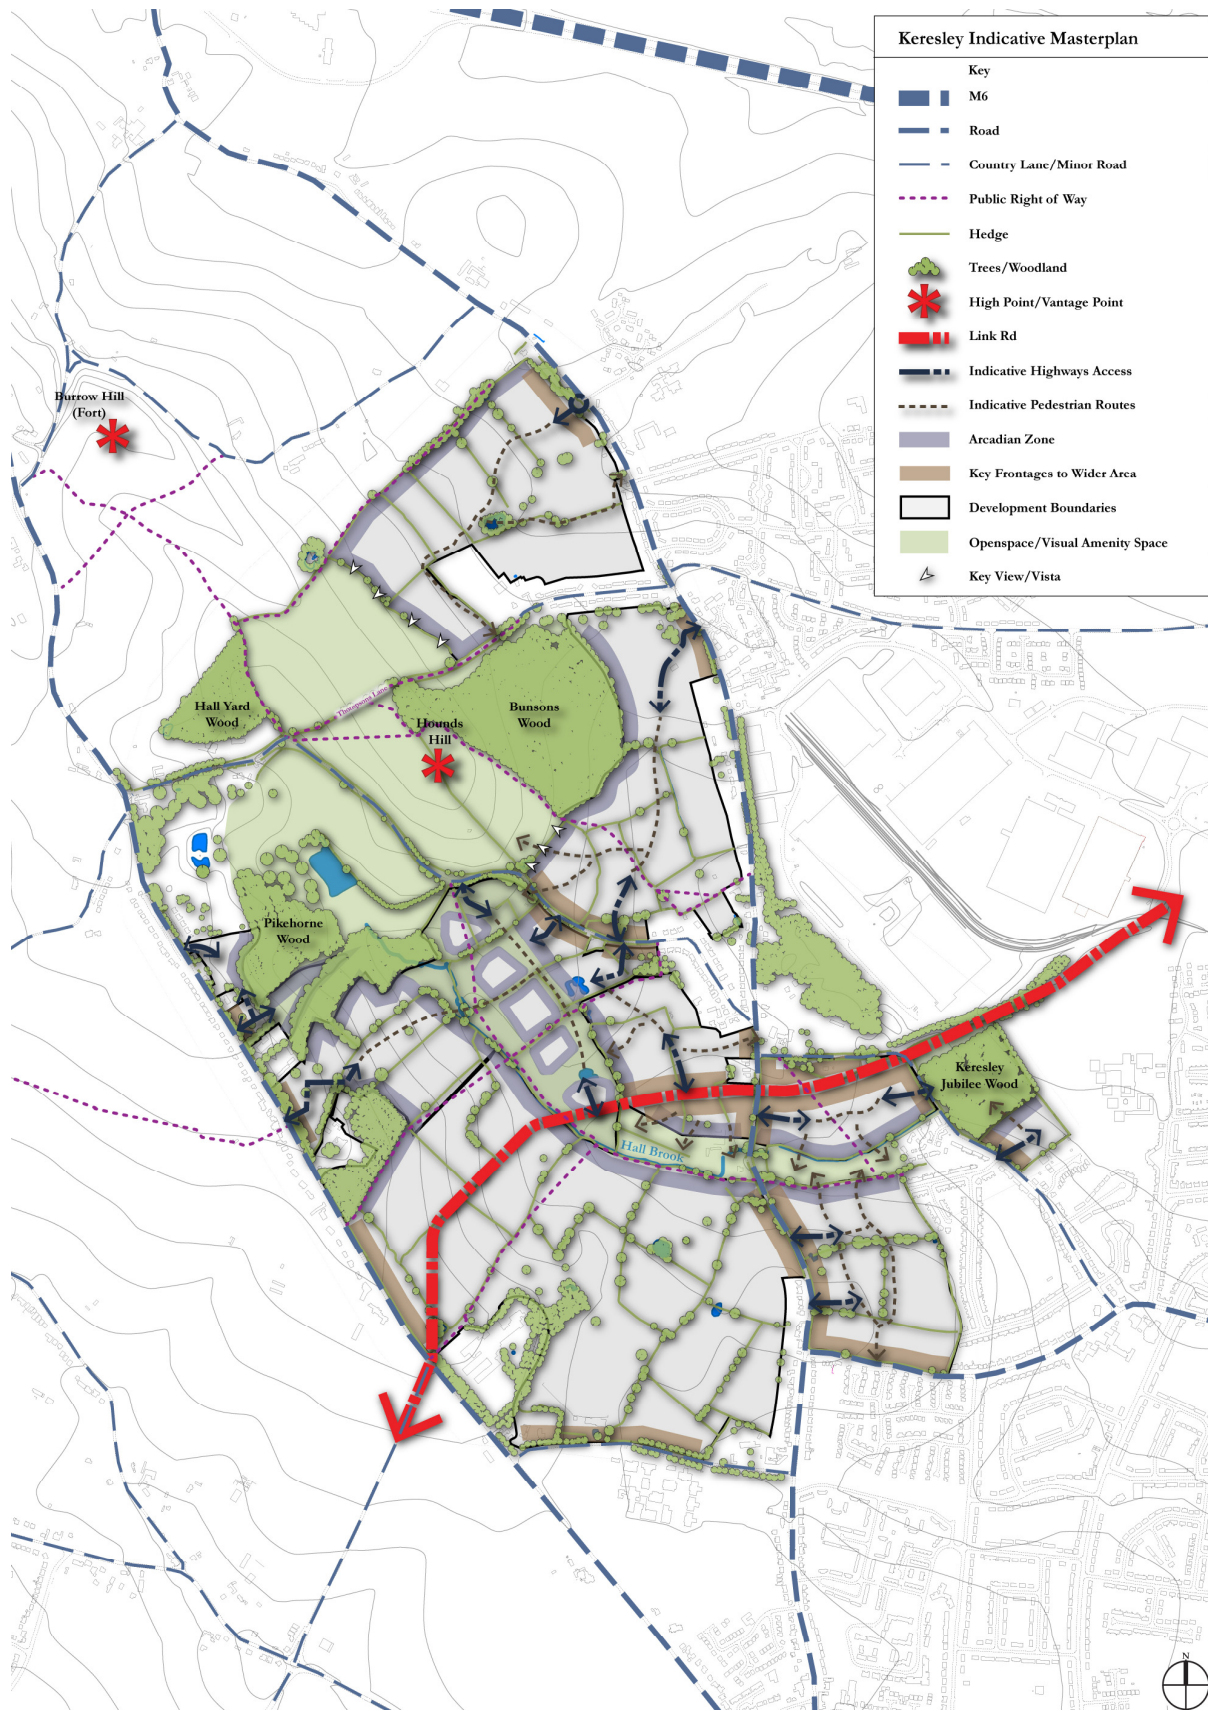 Keresley Indicative Masterplan
Key
M6
Road
Country Lane/Minor Road
Public Right of Way
Hedge
Trees/Woodland
High Point/Vantage Point
Link Rd
Indicative Highways Access
Indicative Pedestrian Routes
Arcadian Zone
Key Frontages to Wider Area
Development Boundaries
Openspace/Visual Amenity Space
Key View/Vista
Burrow Hill
(Fort)
Hall Yard
Wood
Thompsons Lane
Hounds
Hill
Bunsons
Wood
Pikehorne
Wood
Keresley
Jubilee Wood
Hall Brook
N